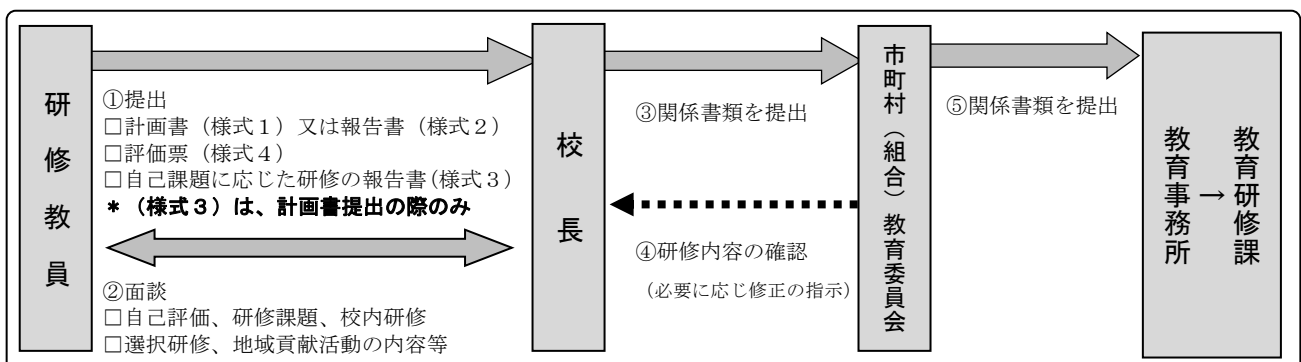 研修教員
①提出
□計画書（様式１）又は報告書（様式２）
□評価票（様式４）
□自己課題に応じた研修の報告書(様式３)
＊（様式３）は、計画書提出の際のみ
②面談
□自己評価、研修課題、校内研修
□選択研修、地域貢献活動の内容等
校長
③関係書類を提出
④研修内容の確認
（必要に応じ修正の指示）
市町村（組合）教育委員会
⑤関係書類を提出
教育事務所→教育研修課